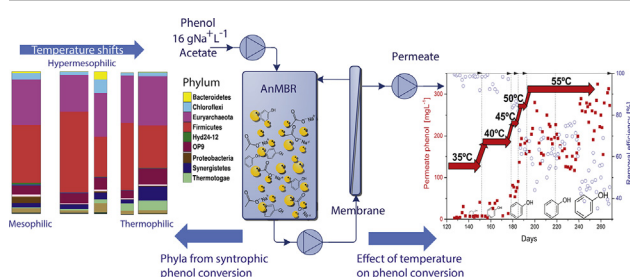 Temperature shifts
Hypermesophilic
Mesophilic
Thermophilic
Phylum
Bacteroidetes
Chloroflexi
Euryarchaeota
Firmicutes
Hyd24-12
OP9
Proteobacteria
Synergistetes
Thermotogae
Phenol
16 gNa+L-1
Acetate
AnMBR
Na+
Membrane
Permeate
Phyla from syntrophic
phenol conversion
Effect of temperature
on phenol conversion
Permeate phenol [mgL-1]
300
200
100
0
35ºC
40ºC
45ºC
50ºC
55ºC
OH
OH
OH
OH
100
80
60
40
Removal efficiency (%)
120 140 160 180 200 220 240 260
Days